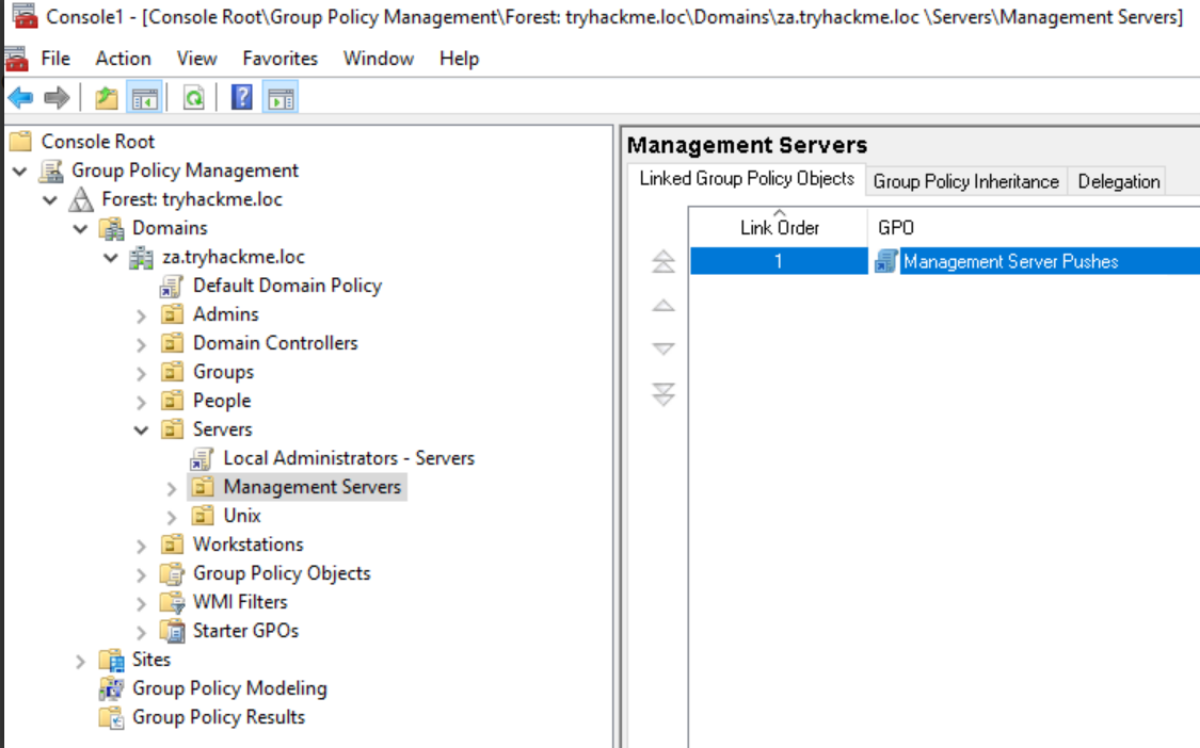 Console1 - [Console Root\Group Policy Management\Forest: tryhackme.loc\Domains\za.tryhackme.loc \Servers\Management Servers]
File Action View Favorites Window Help
Console Root
Group Policy Management
Forest: tryhackme.loc
Domains
za.tryhackme.loc
Default Domain Policy
Admins
Domain Controllers
Groups
People
Servers
Local Administrators - Servers
Management Servers
Unix
Workstations
Group Policy Objects
WMI Filters
Starter GPOs
Sites
Group Policy Modeling
Group Policy Results
Management Servers
Linked Group Policy Objects Group Policy Inheritance Delegation
Link Order GPO
1 Management Server Pushes